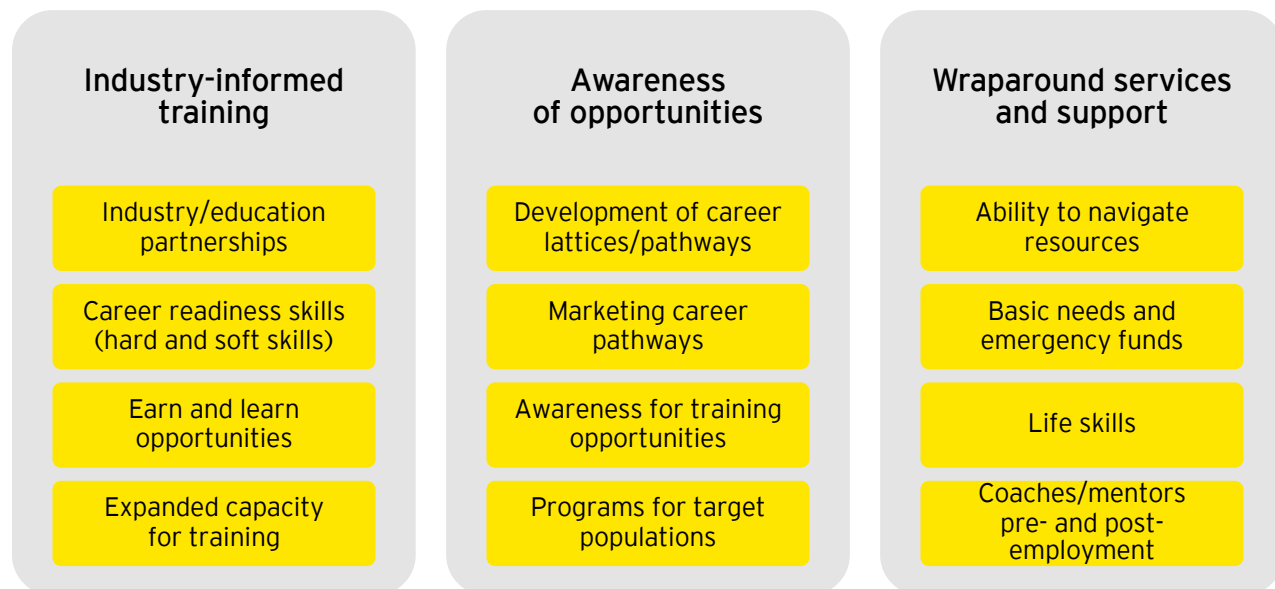 Industry-informed
training
Industry/education
partnerships
Career readiness skills
(hard and soft skills)
Earn and learn
opportunities
Expanded capacity
for training
Awareness
of opportunities
Development of career
lattices/pathways
Marketing career
pathways
Awareness for training
opportunities
Programs for target
populations
Wraparound services
and support
Ability to navigate
resources
Basic needs and
emergency funds
Life skills
Coaches/mentors
pre- and post-
employment